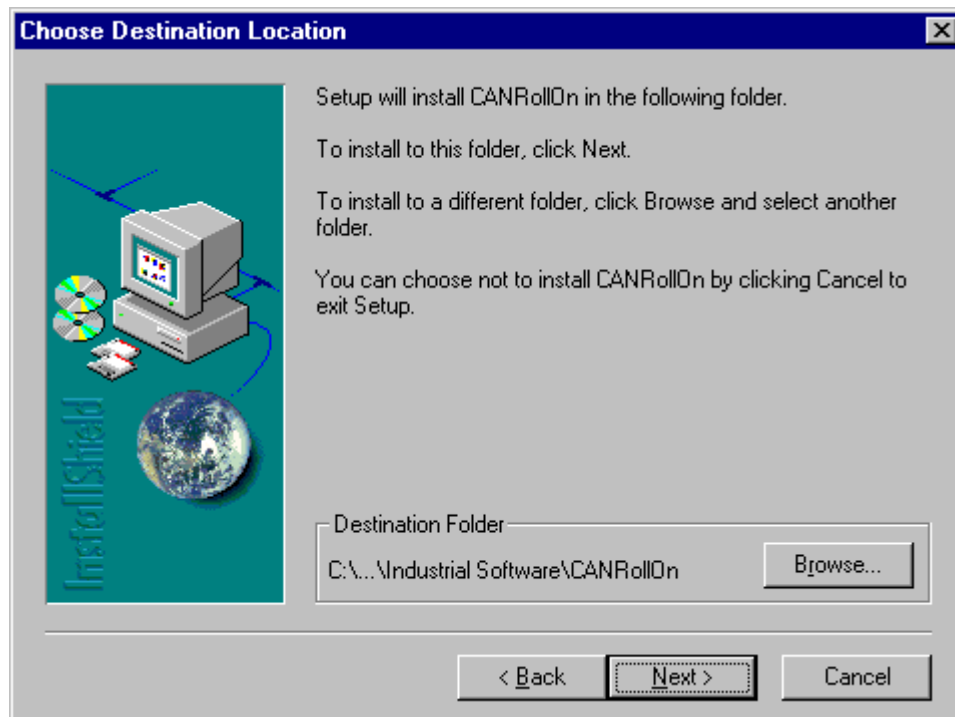 Choose Destination Location
Setup will install CANRollOn in the following folder.
To install to this folder, click Next.
To install to a different folder, click Browse and select another
folder.
You can choose not to install CANRollOn by clicking Cancel to
exit Setup.
InstallShield
Destination Folder
C:\...\Industrial Software\CANRollOn
Browse...
< Back
Next >
Cancel